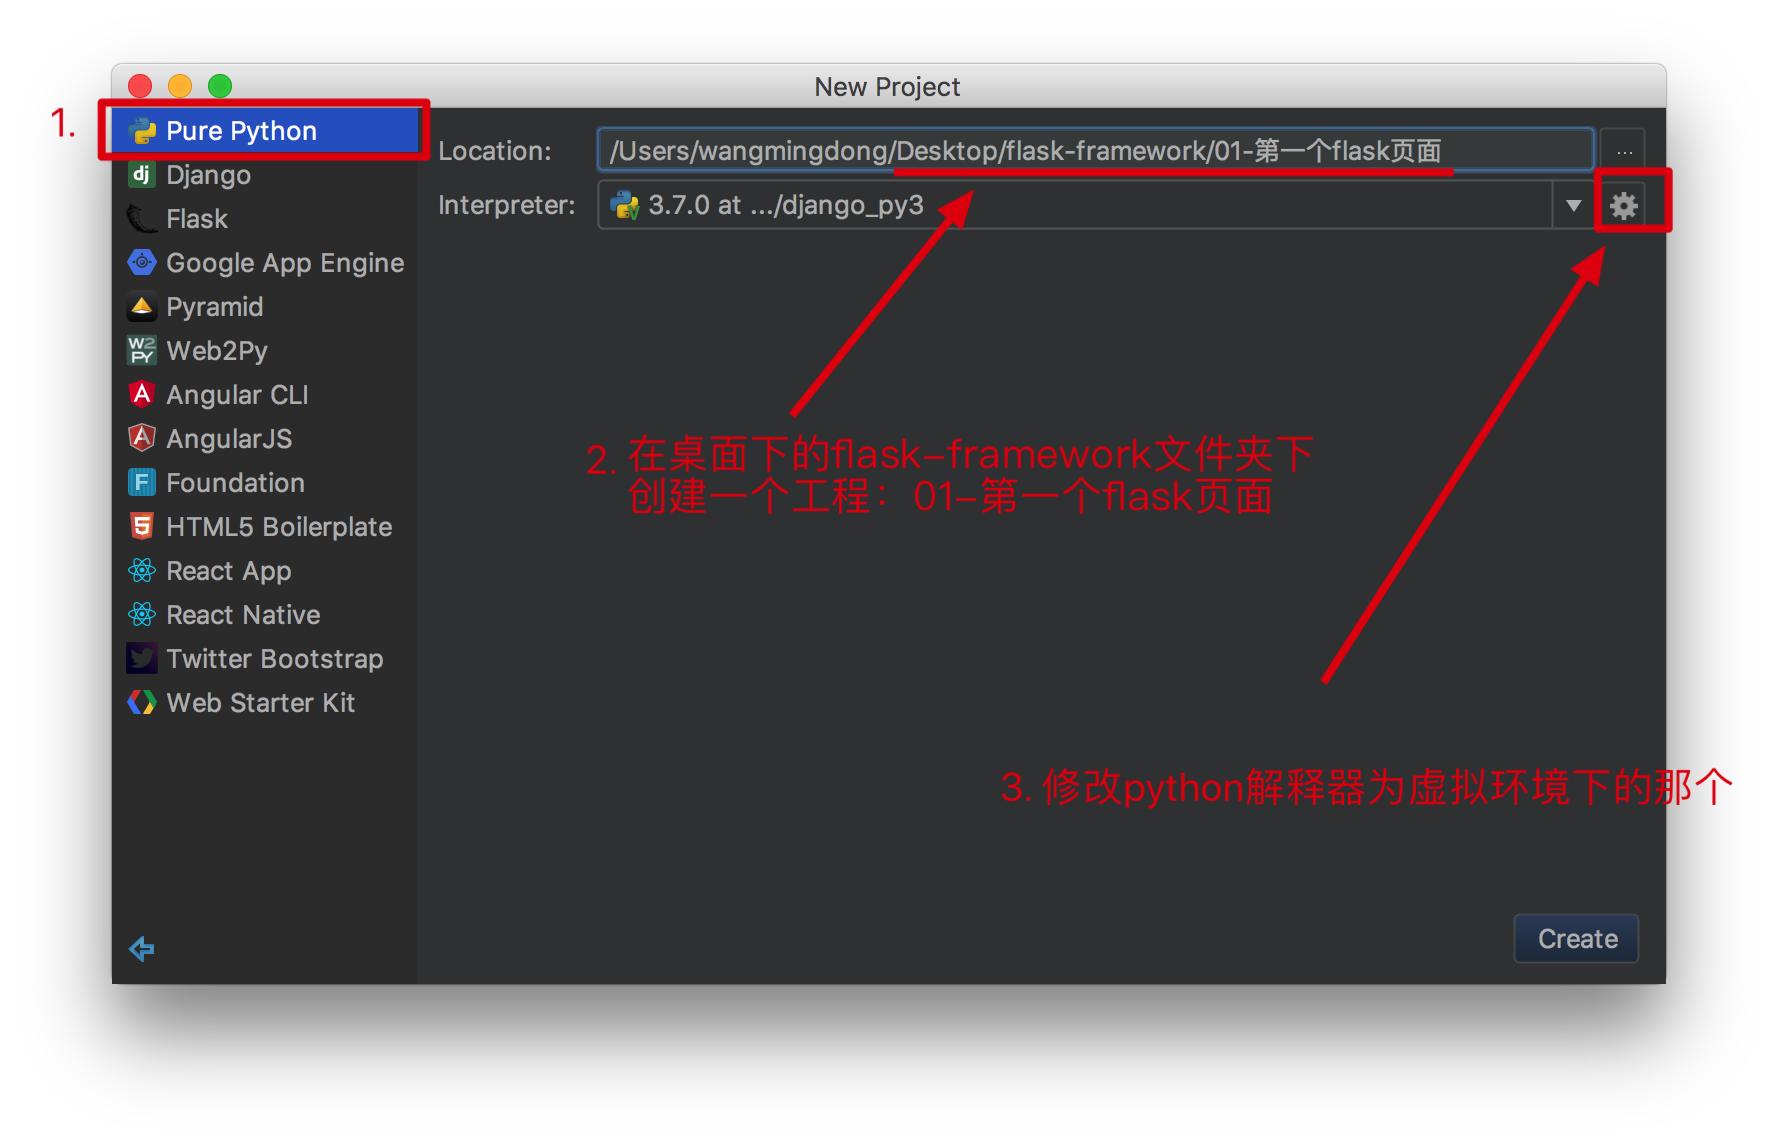 New Project
1.
Pure Python
Django
Flask
Google App Engine
Pyramid
Web2Py
Angular CLI
AngularJS
Foundation
HTML5 Boilerplate
React App
React Native
Twitter Bootstrap
Web Starter Kit
Location: /Users/wangmingdong/Desktop/flask-framework/01-第一个flask页面 ...
Interpreter: 3.7.0 at .../django_py3
2. 在桌面下的flask-framework文件夹下
创建一个工程：01-第一个flask页面
3. 修改python解释器为虚拟环境下的那个
Create